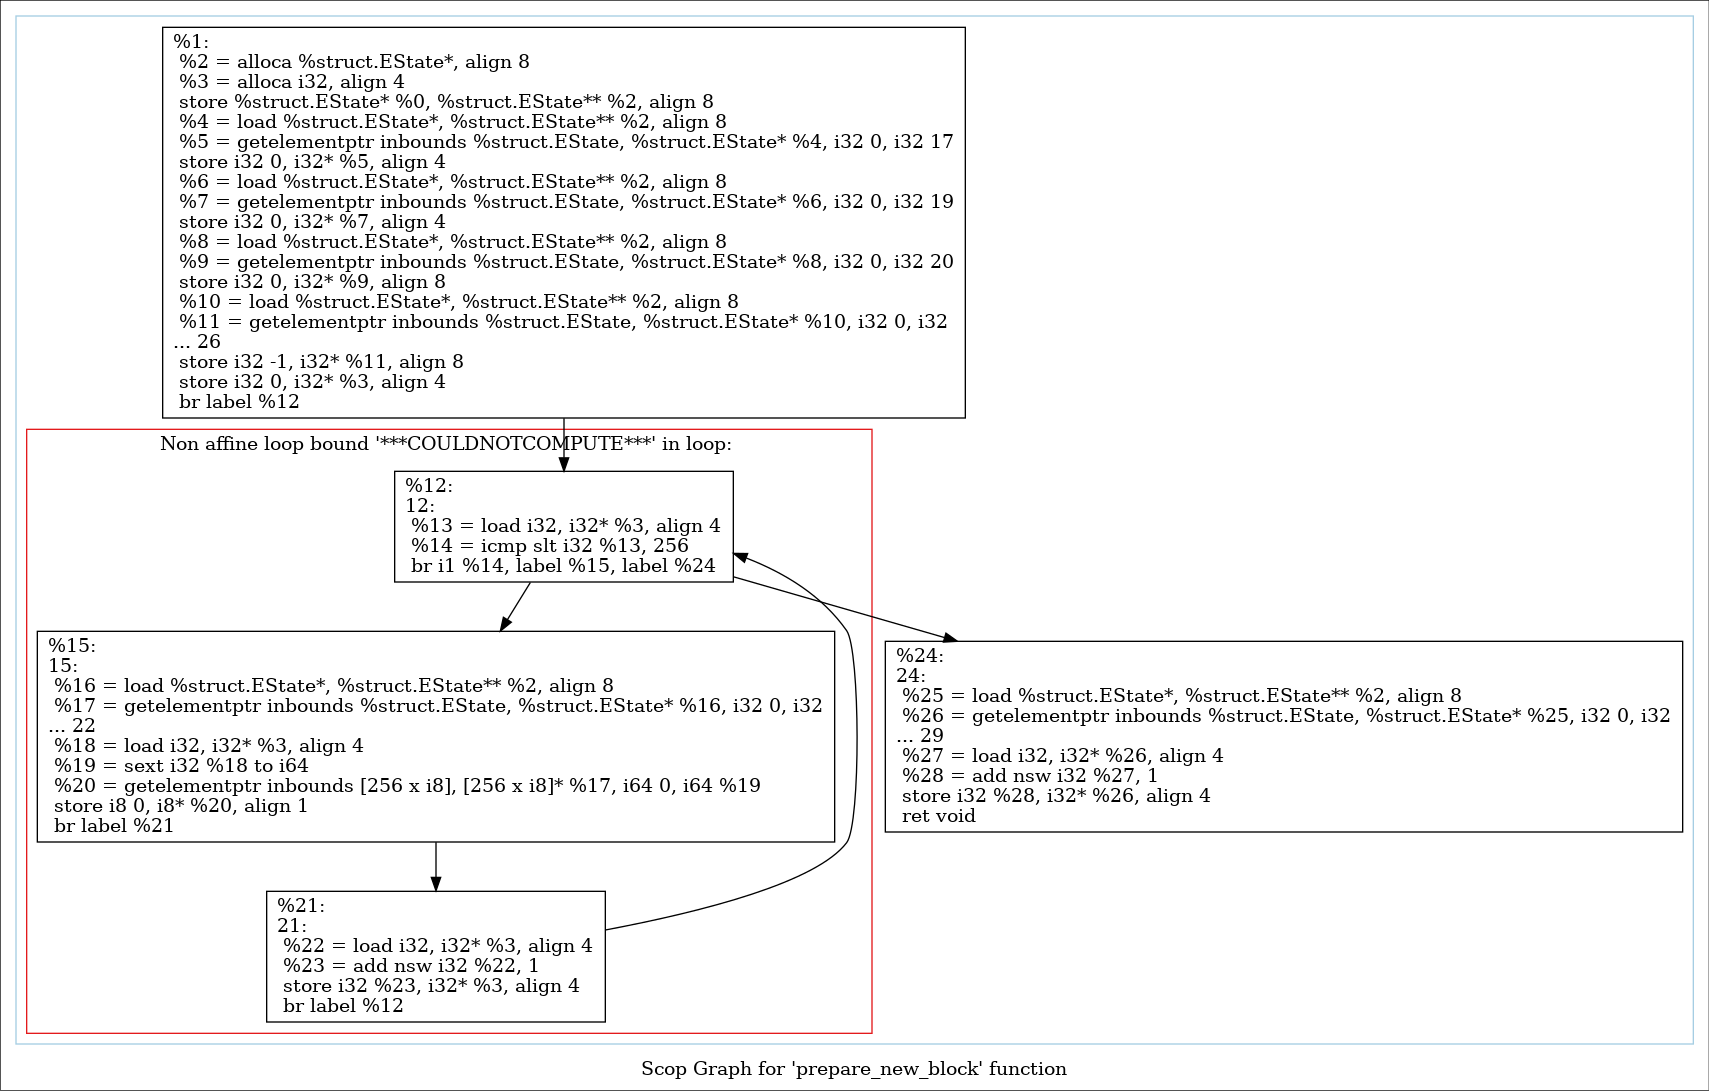 %1:
%2 = alloca %struct.EState*, align 8
%3 = alloca i32, align 4
store %struct.EState* %0, %struct.EState** %2, align 8
%4 = load %struct.EState*, %struct.EState** %2, align 8
%5 = getelementptr inbounds %struct.EState, %struct.EState* %4, i32 0, i32 17
store i32 0, i32* %5, align 4
%6 = load %struct.EState*, %struct.EState** %2, align 8
%7 = getelementptr inbounds %struct.EState, %struct.EState* %6, i32 0, i32 19
store i32 0, i32* %7, align 4
%8 = load %struct.EState*, %struct.EState** %2, align 8
%9 = getelementptr inbounds %struct.EState, %struct.EState* %8, i32 0, i32 20
store i32 0, i32* %9, align 8
%10 = load %struct.EState*, %struct.EState** %2, align 8
%11 = getelementptr inbounds %struct.EState, %struct.EState* %10, i32 0, i32
... 26
store i32 -1, i32* %11, align 8
store i32 0, i32* %3, align 4
br label %12
Non affine loop bound '***COULDNOTCOMPUTE***' in loop:
%12:
12:
%13 = load i32, i32* %3, align 4
%14 = icmp slt i32 %13, 256
br i1 %14, label %15, label %24
%15:
15:
%16 = load %struct.EState*, %struct.EState** %2, align 8
%17 = getelementptr inbounds %struct.EState, %struct.EState* %16, i32 0, i32
... 22
%18 = load i32, i32* %3, align 4
%19 = sext i32 %18 to i64
%20 = getelementptr inbounds [256 x i8], [256 x i8]* %17, i64 0, i64 %19
store i8 0, i8* %20, align 1
br label %21
%24:
24:
%25 = load %struct.EState*, %struct.EState** %2, align 8
%26 = getelementptr inbounds %struct.EState, %struct.EState* %25, i32 0, i32
... 29
%27 = load i32, i32* %26, align 4
%28 = add nsw i32 %27, 1
store i32 %28, i32* %26, align 4
ret void
%21:
21:
%22 = load i32, i32* %3, align 4
%23 = add nsw i32 %22, 1
store i32 %23, i32* %3, align 4
br label %12
Scop Graph for 'prepare_new_block' function